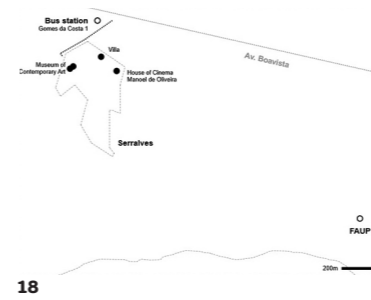 Bus station
Gomes da Costa 1
Villa
Museum of
Contemporary Art
House of Cinema
Manoel de Oliveira
Av. Boavista
Serralves
FAUP
200m
18